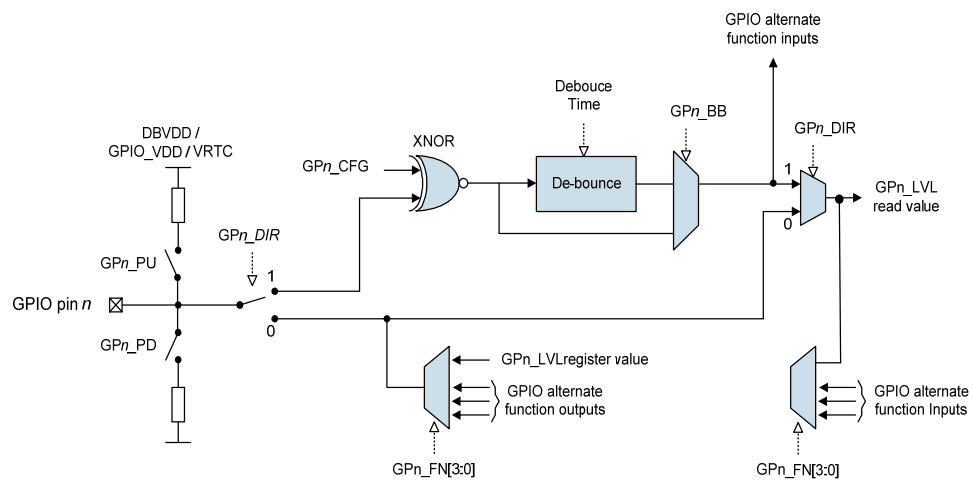 GPIO alternate
function inputs
Debouce
Time
GPn_BB
GPn_DIR
DBVDD /
GPIO_VDD / VRTC
XNOR
GPn_CFG
De-bounce
1
0
GPn_LVL
read value
GPn_DIR
GPn_PU
1
GPIO pin n
0
GPn_PD
GPn_LVLregister value
GPIO alternate
function outputs
GPIO alternate
function Inputs
GPn_FN[3:0]
GPn_FN[3:0]